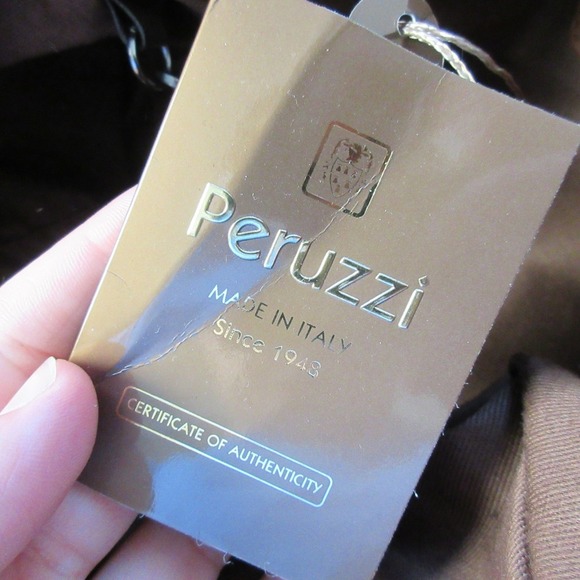 Peruzzi
MADE IN ITALY
Since 1948
CERTIFICATE OF AUTHENTICITY